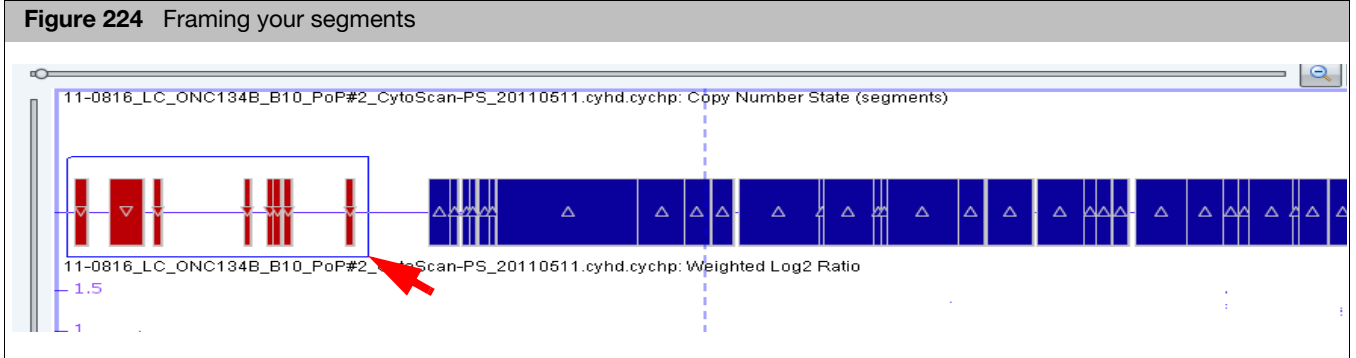 Figure 224 Framing your segments
11-0816_LC_ONC134B_B10_PoP#2_CytoScan-PS_20110511.cyhd.cychp: Copy Number State (segments)
11-0816_LC_ONC134B_B10_PoP#2_CytoScan-PS_20110511.cyhd.cychp: Weighted Log2 Ratio
1.5
1